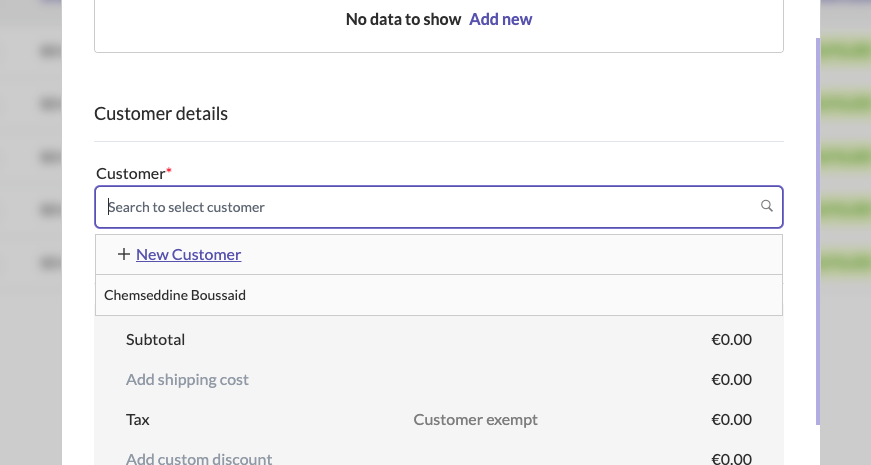 No data to show Add new
Customer details
Customer*
Search to select customer
+ New Customer
Chemseddine Boussaid
Subtotal €0.00
Add shipping cost €0.00
Tax Customer exempt €0.00
Add custom discount €0.00